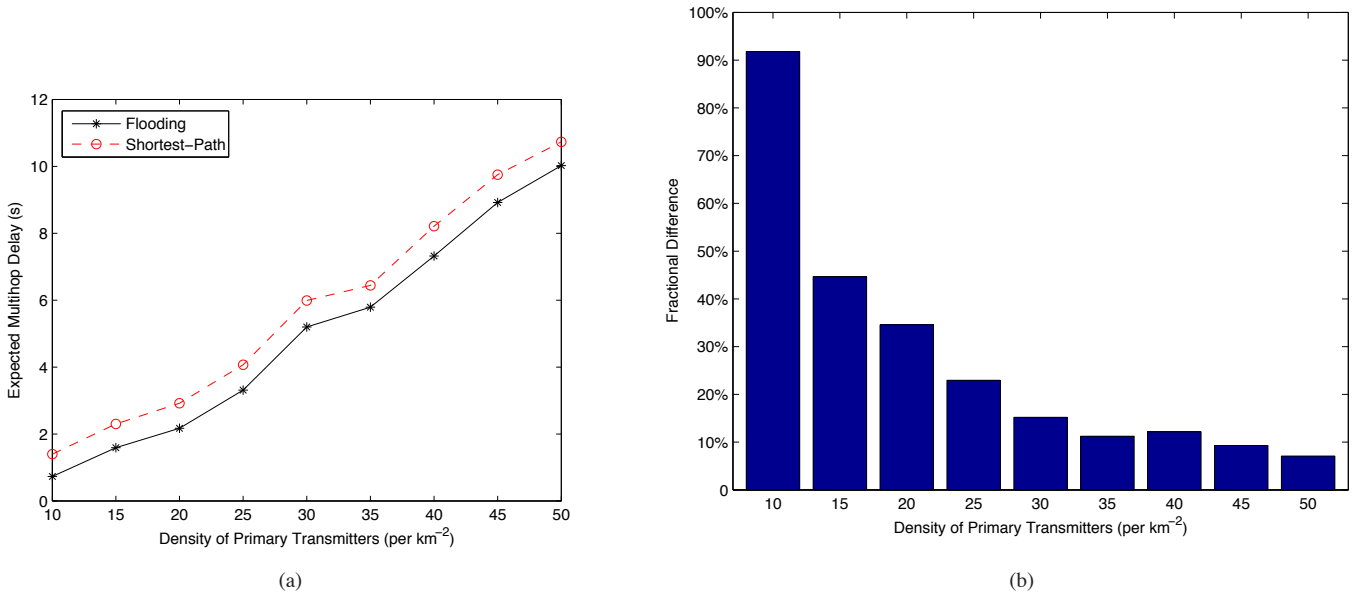 12
10
8
6
4
2
0
Expected Multihop Delay (s)
Flooding
Shortest−Path
10 15 20 25 30 35 40 45 50
Density of Primary Transmitters (per km−2)
(a)
100%
90%
80%
70%
60%
50%
40%
30%
20%
10%
0
Fractional Difference
10 15 20 25 30 35 40 45 50
Density of Primary Transmitters (per km−2)
(b)